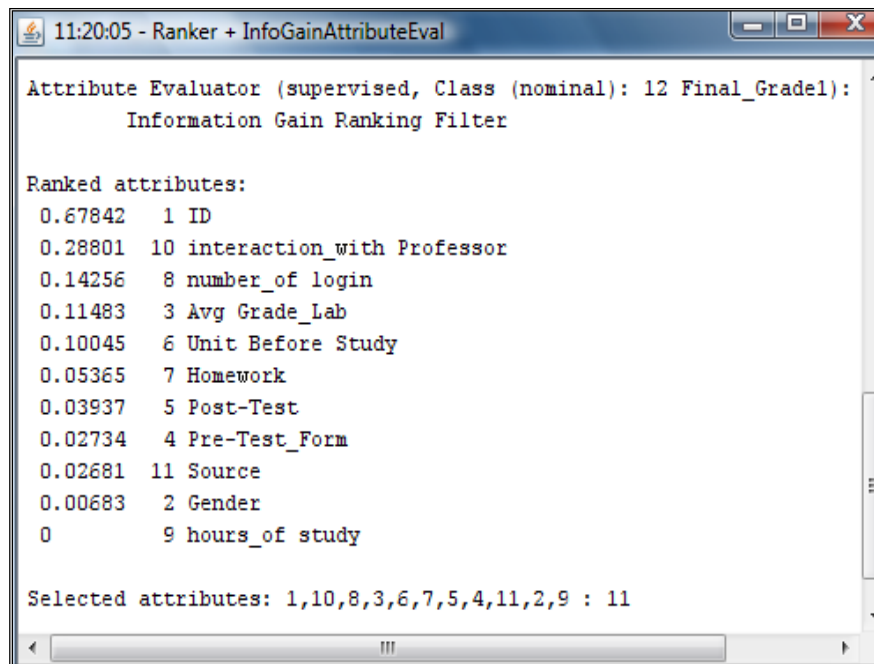 11:20:05 - Ranker + InfoGainAttributeEval
Attribute Evaluator (supervised, Class (nominal): 12 Final_Grade1):
Information Gain Ranking Filter
Ranked attributes:
0.67842 1 ID
0.28801 10 interaction_with Professor
0.14256 8 number_of login
0.11483 3 Avg Grade_Lab
0.10045 6 Unit Before Study
0.05365 7 Homework
0.03937 5 Post-Test
0.02734 4 Pre-Test_Form
0.02681 11 Source
0.00683 2 Gender
0 9 hours_of study
Selected attributes: 1,10,8,3,6,7,5,4,11,2,9 : 11